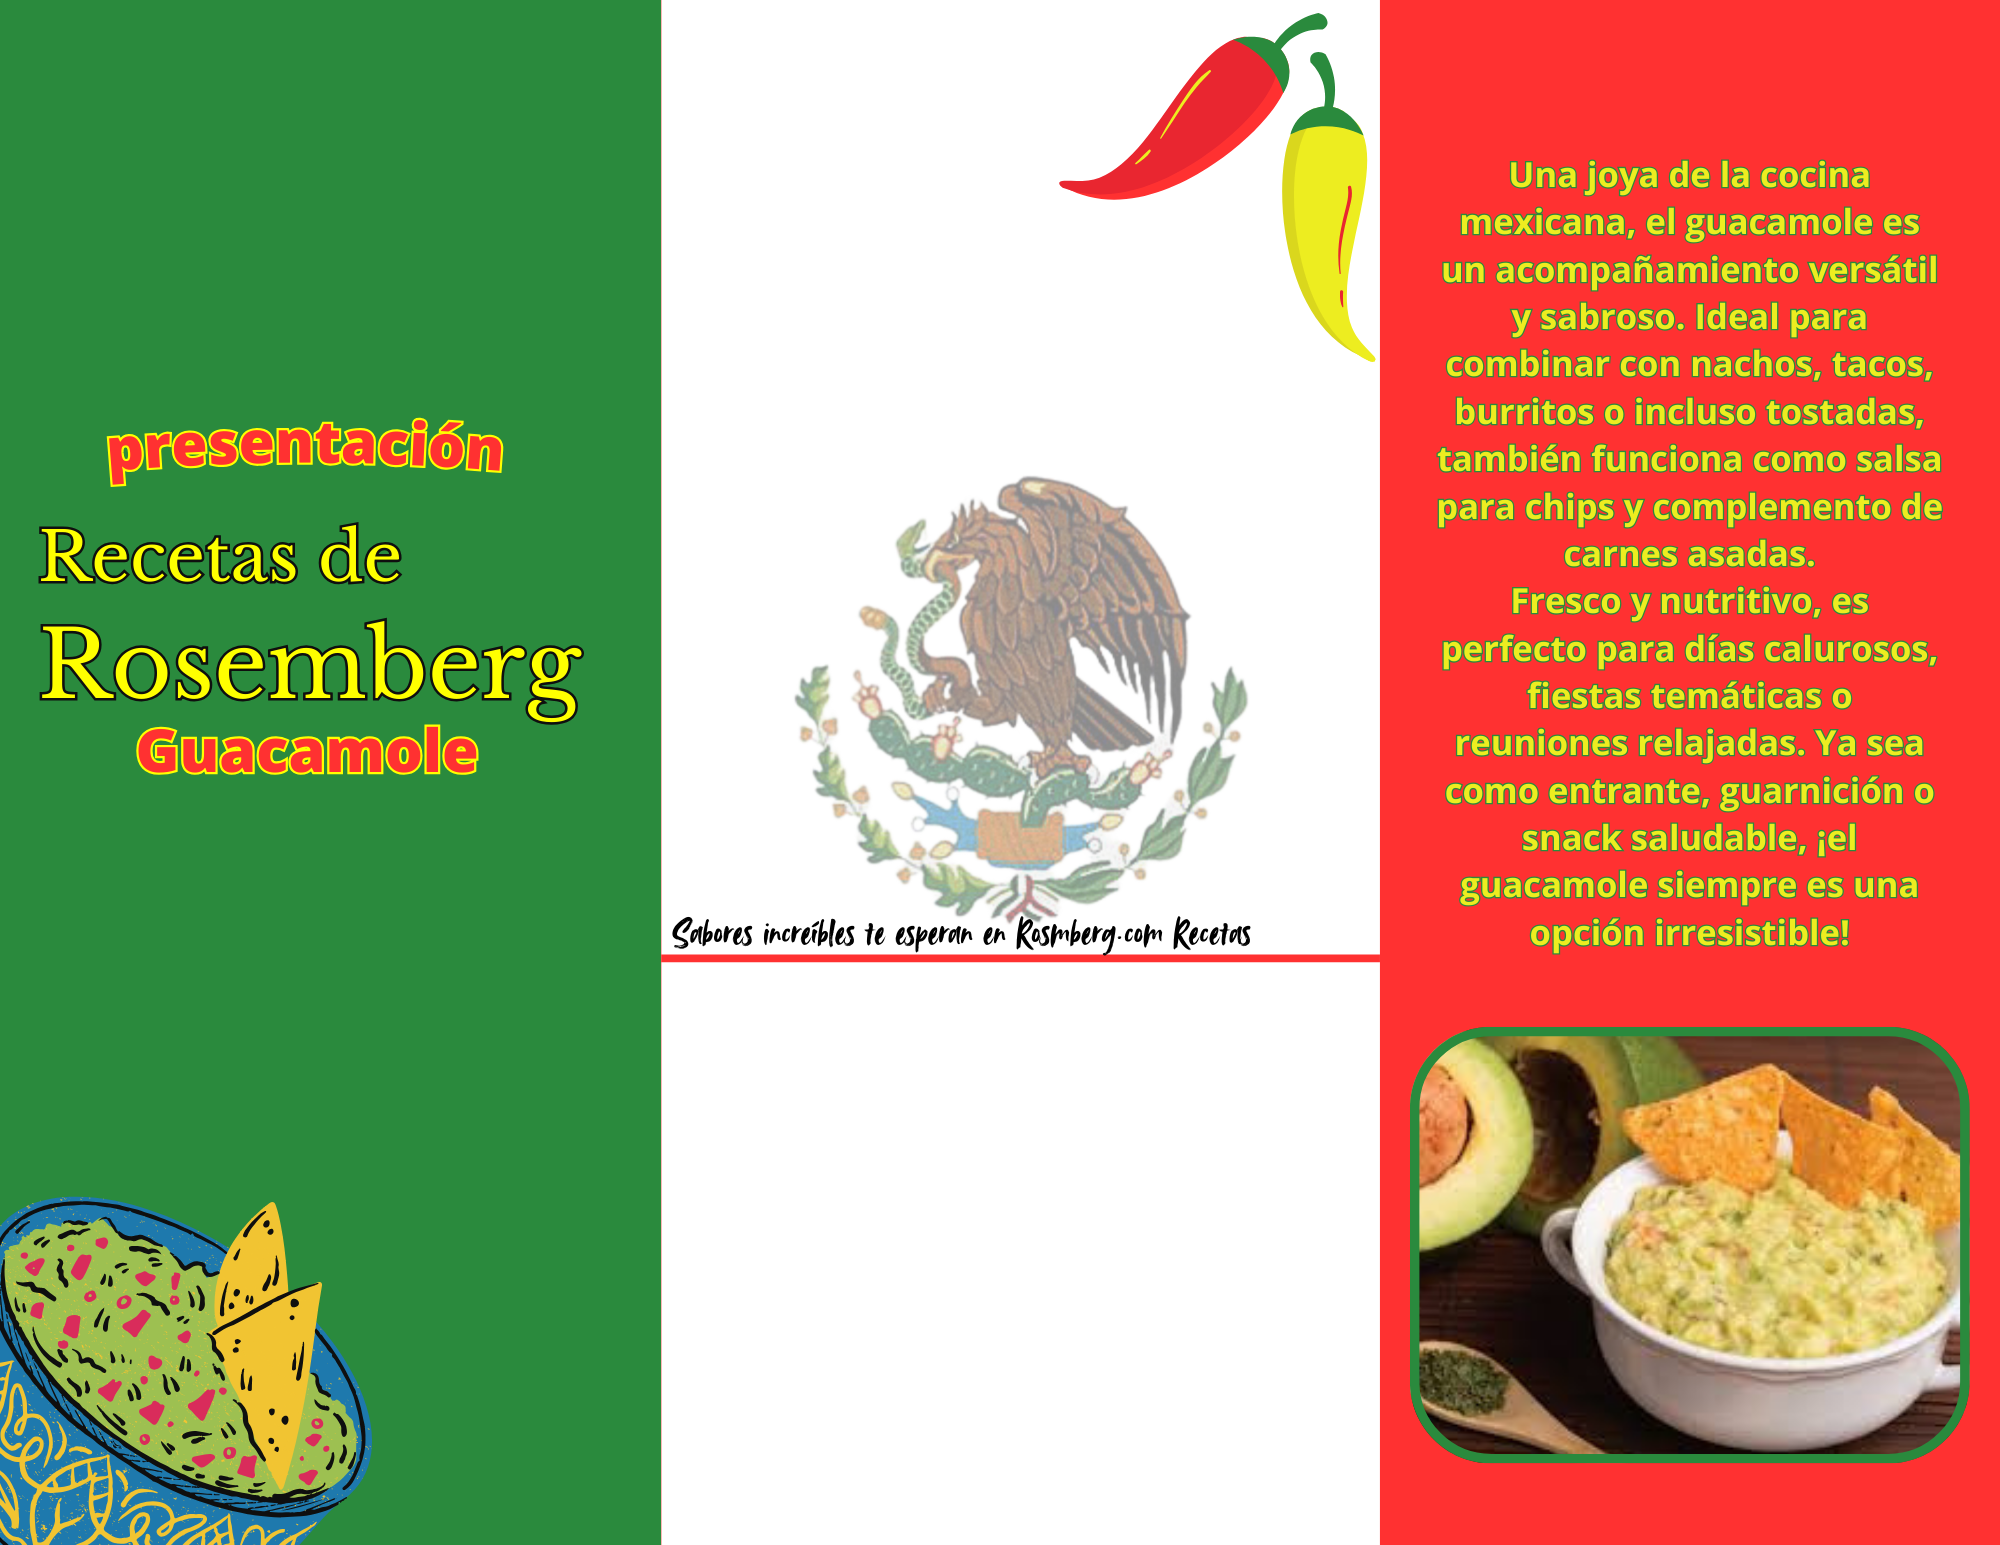 presentación
Recetas de
Rosemberg
Guacamole
Sabores increíbles te esperan en Rosmberg.com Recetas
Una joya de la cocina
mexicana, el guacamole es
un acompañamiento versátil
y sabroso. Ideal para
combinar con nachos, tacos,
burritos o incluso tostadas,
también funciona como salsa
para chips y complemento de
carnes asadas.
Fresco y nutritivo, es
perfecto para días calurosos,
fiestas temáticas o
reuniones relajadas. Ya sea
como entrante, guarnición o
snack saludable, ¡el
guacamole siempre es una
opción irresistible!